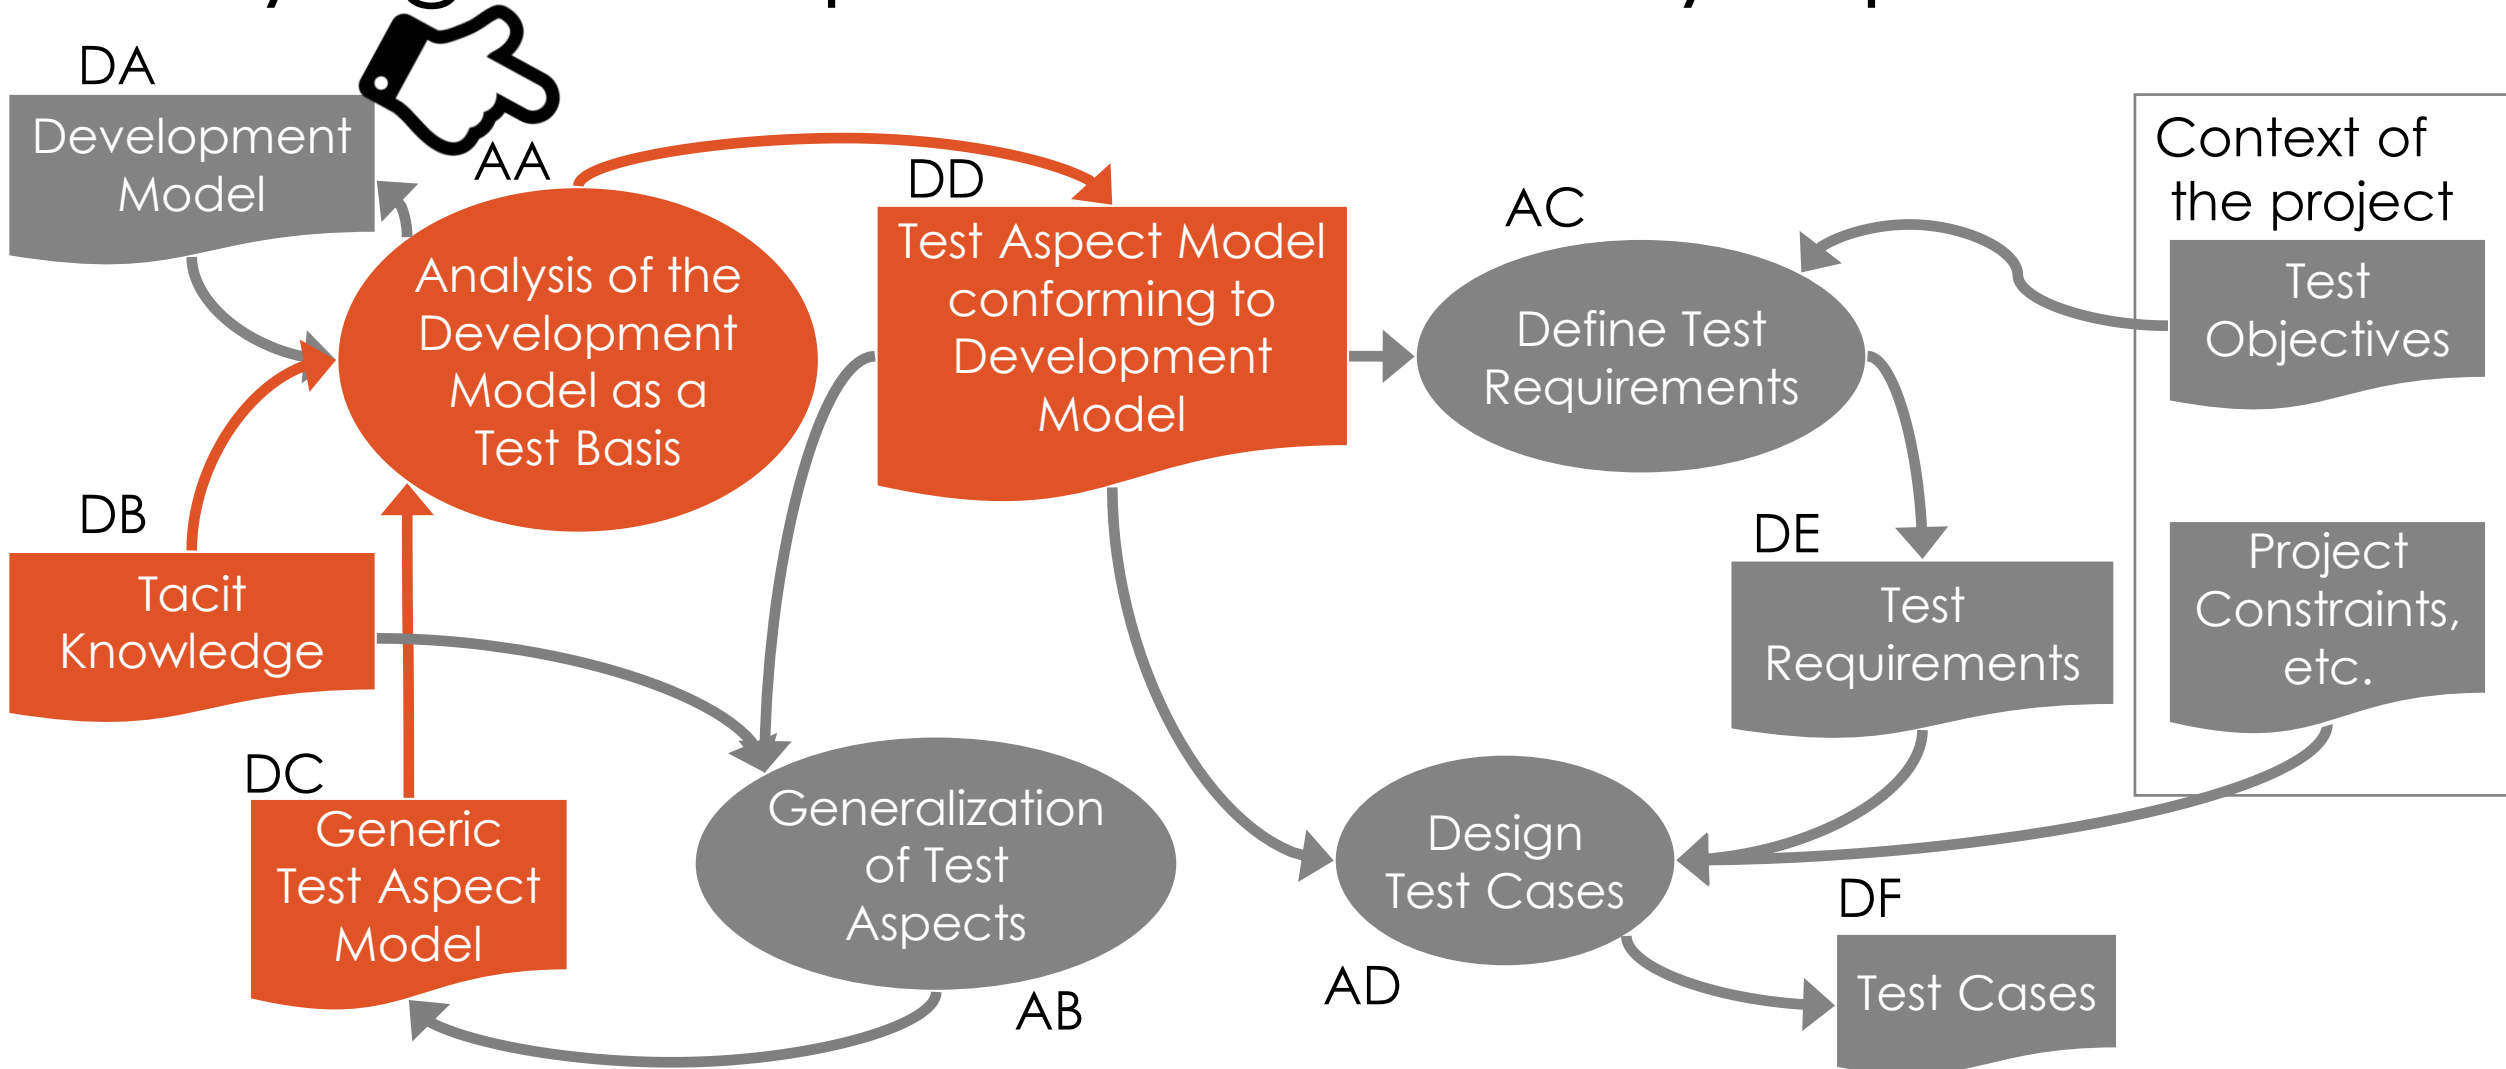 DA
Development
Model
AA
Analysis of the
Development
Model as a
Test Basis
DD
Test Aspect Model
conforming to
Development
Model
AC
Define Test
Requirements
Context of
the project
Test
Objectives
DB
Tacit
Knowledge
DE
Test
Requirements
Project
Constraints,
etc.
DC
Generic
Test Aspect
Model
Generalization
of Test
Aspects
AB
Design
Test Cases
AD
DF
Test Cases